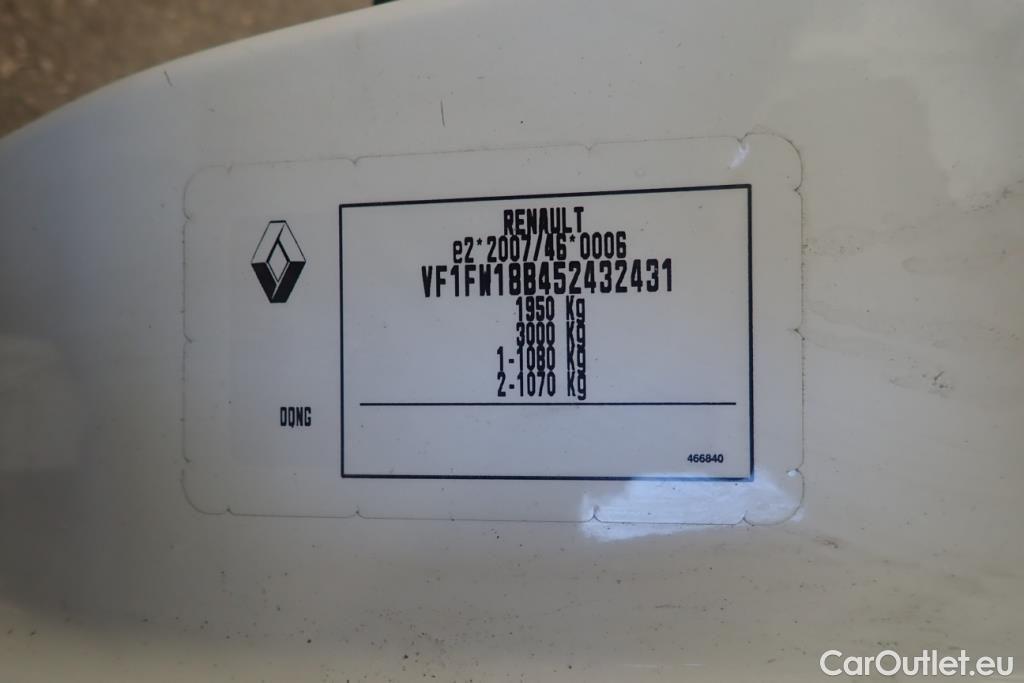 RENAULT
e2*2007/46*0006
VF1FW18B452432431
1950 Kg
3000 Kg
1-1080 Kg
2-1070 Kg
DQNG
466840
CarOutlet.eu